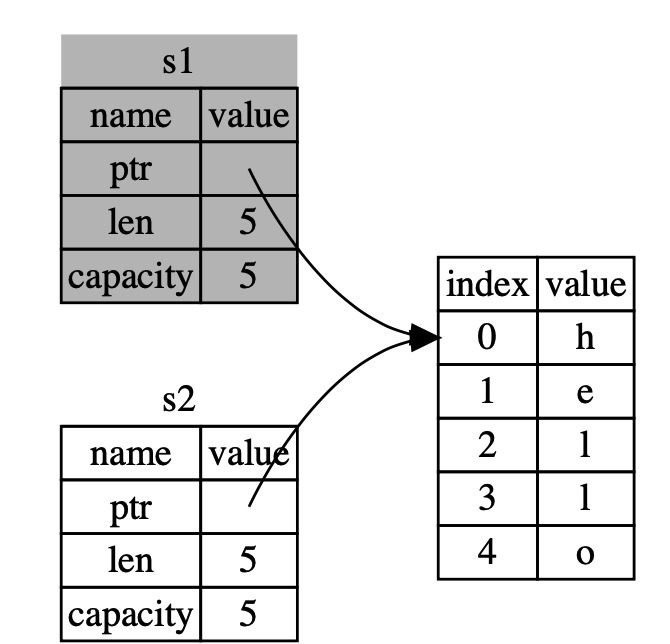 s1
name value
ptr
len 5
capacity 5
s2
name value
ptr
len 5
capacity 5
index value
0 h
1 e
2 l
3 l
4 o